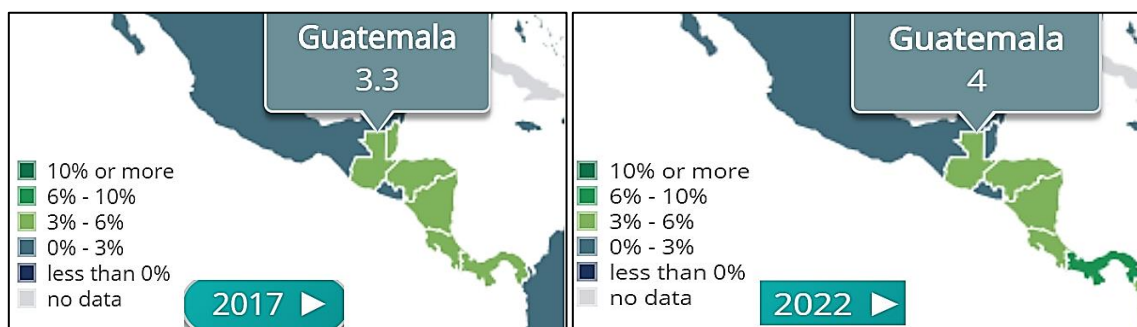 Guatemala
3.3
10% or more
6% - 10%
3% - 6%
0% - 3%
less than 0%
no data
2017
Guatemala
4
10% or more
6% - 10%
3% - 6%
0% - 3%
less than 0%
no data
2022